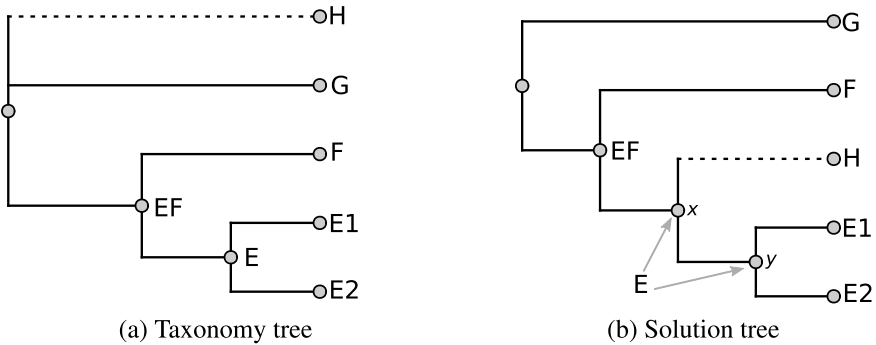 H
G
F
EF
E1
E
E2
(a) Taxonomy tree
G
F
EF
H
x
E1
y
E
E2
(b) Solution tree